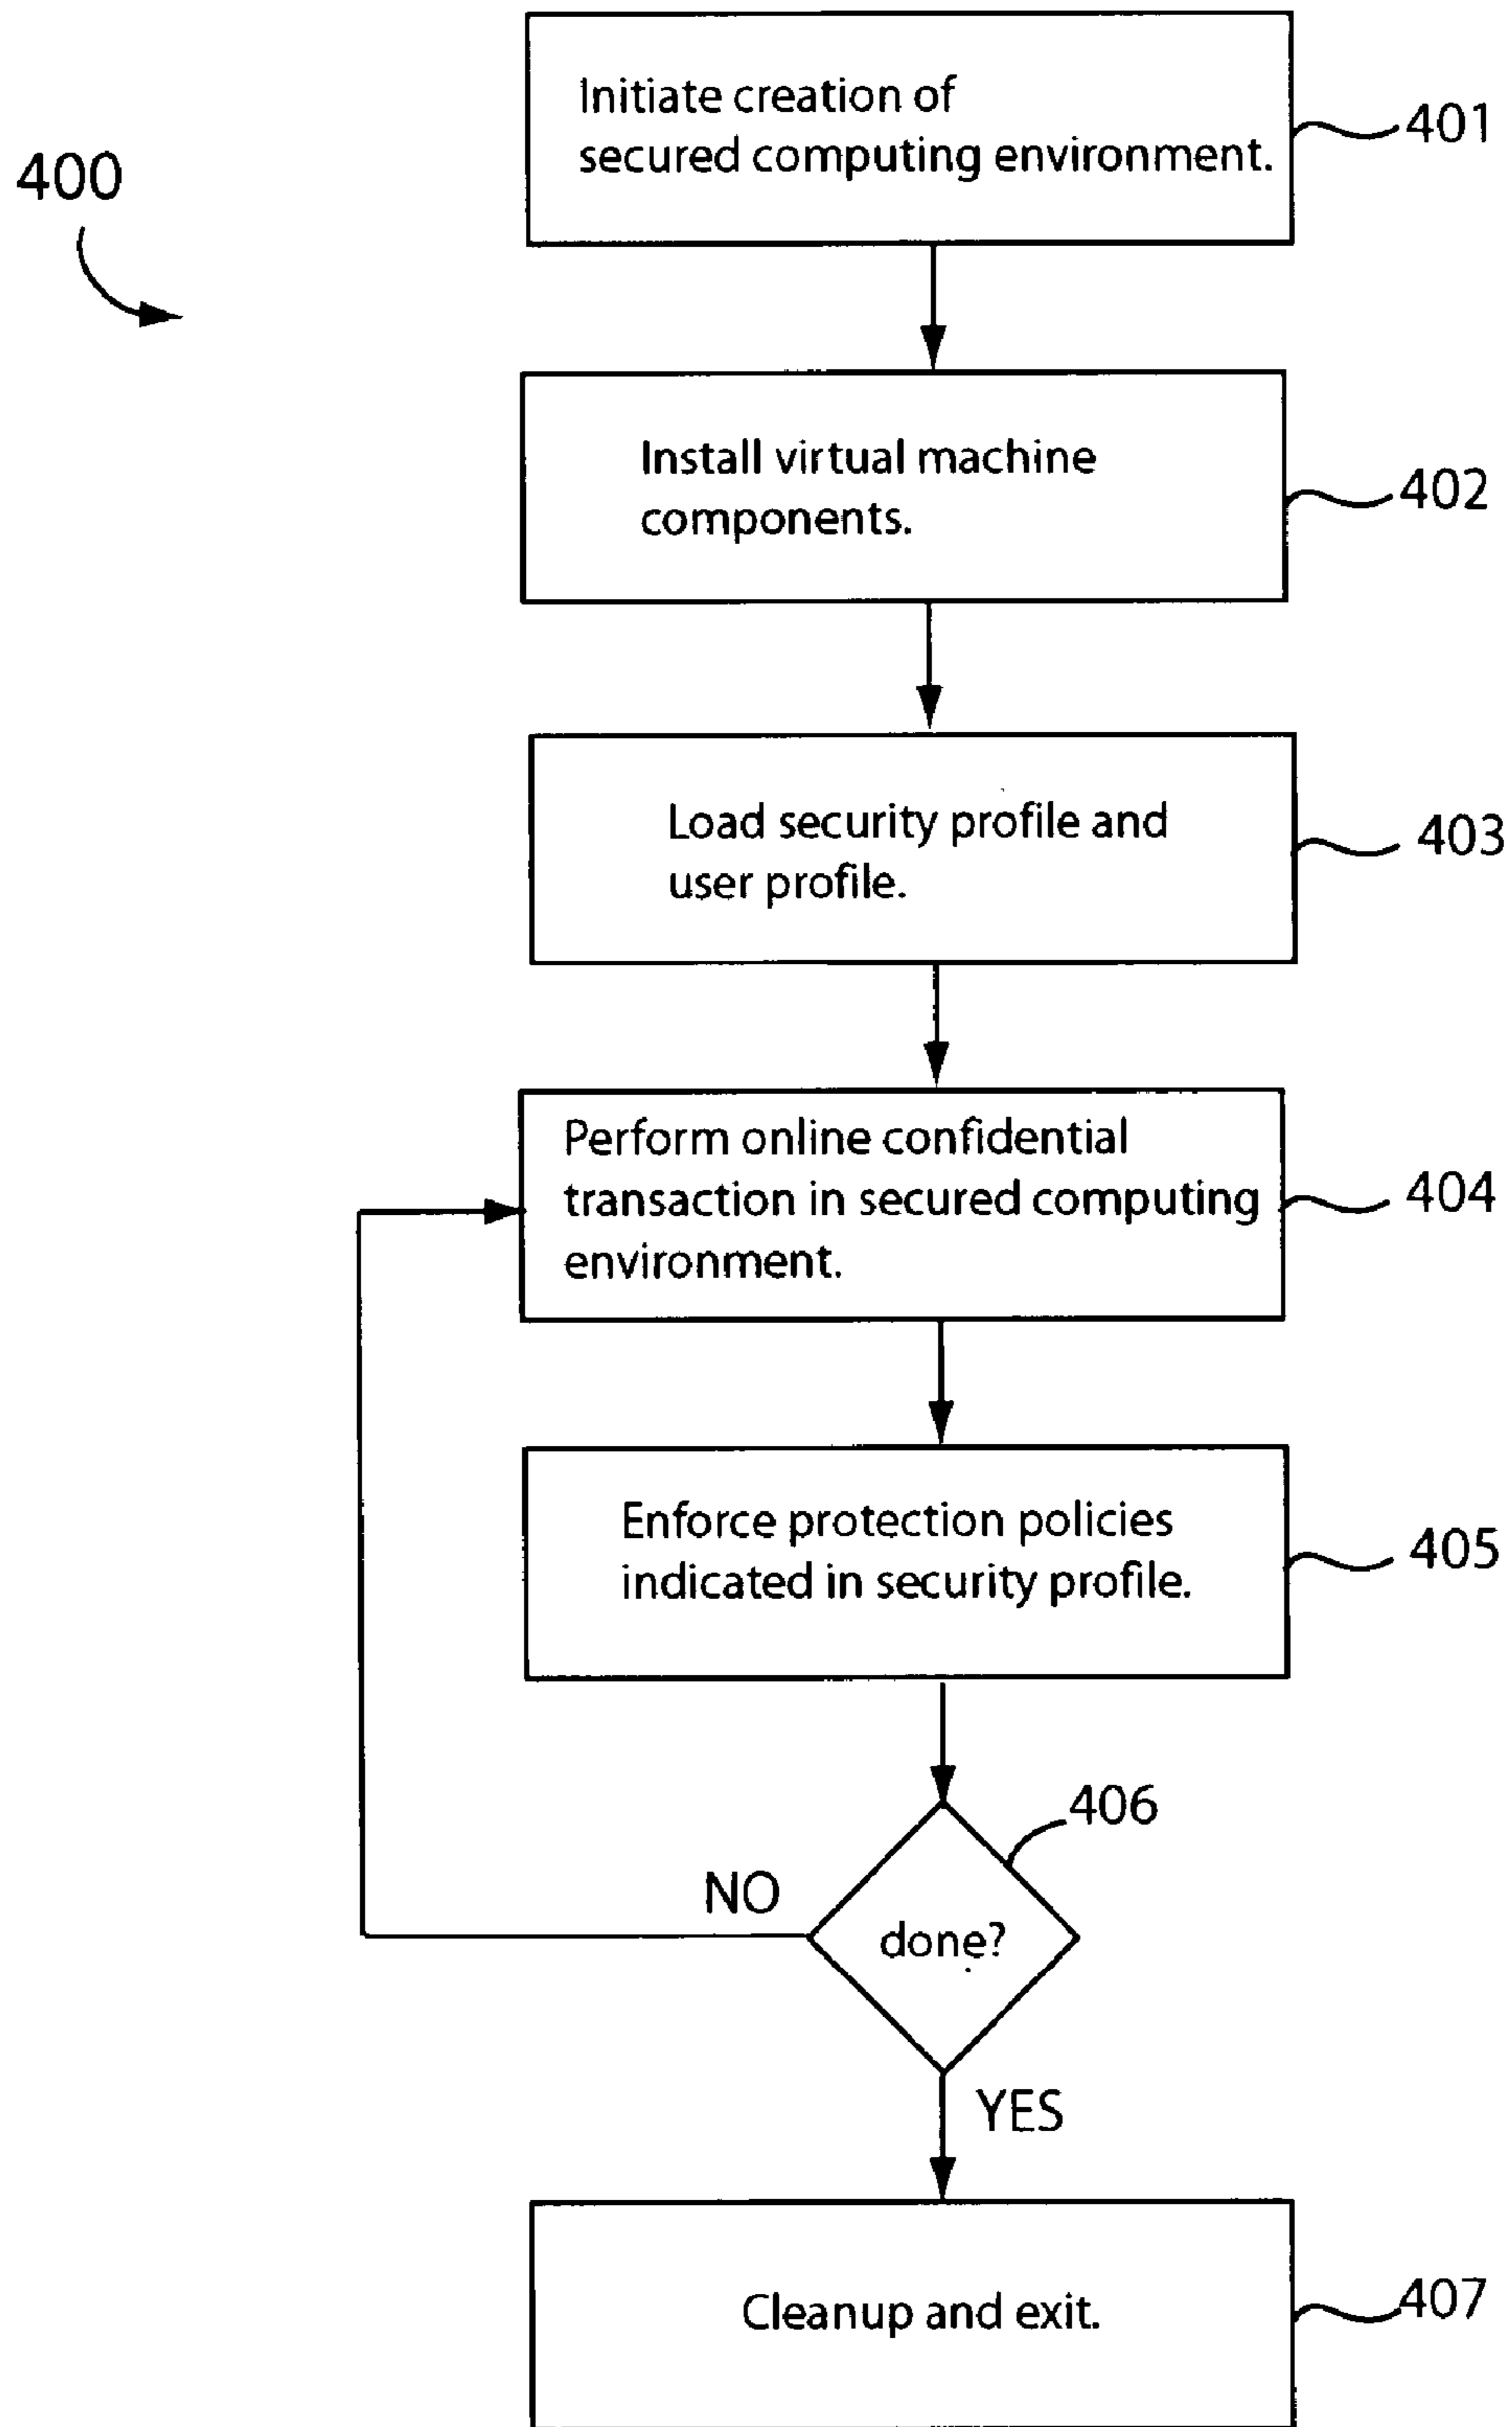 400
Initiate creation of
secured computing environment.
401
Install virtual machine
components.
402
Load security profile and
user profile.
403
Perform online confidential
transaction in secured computing
environment.
404
Enforce protection policies
indicated in security profile.
405
406
NO
done?
YES
Cleanup and exit.
407